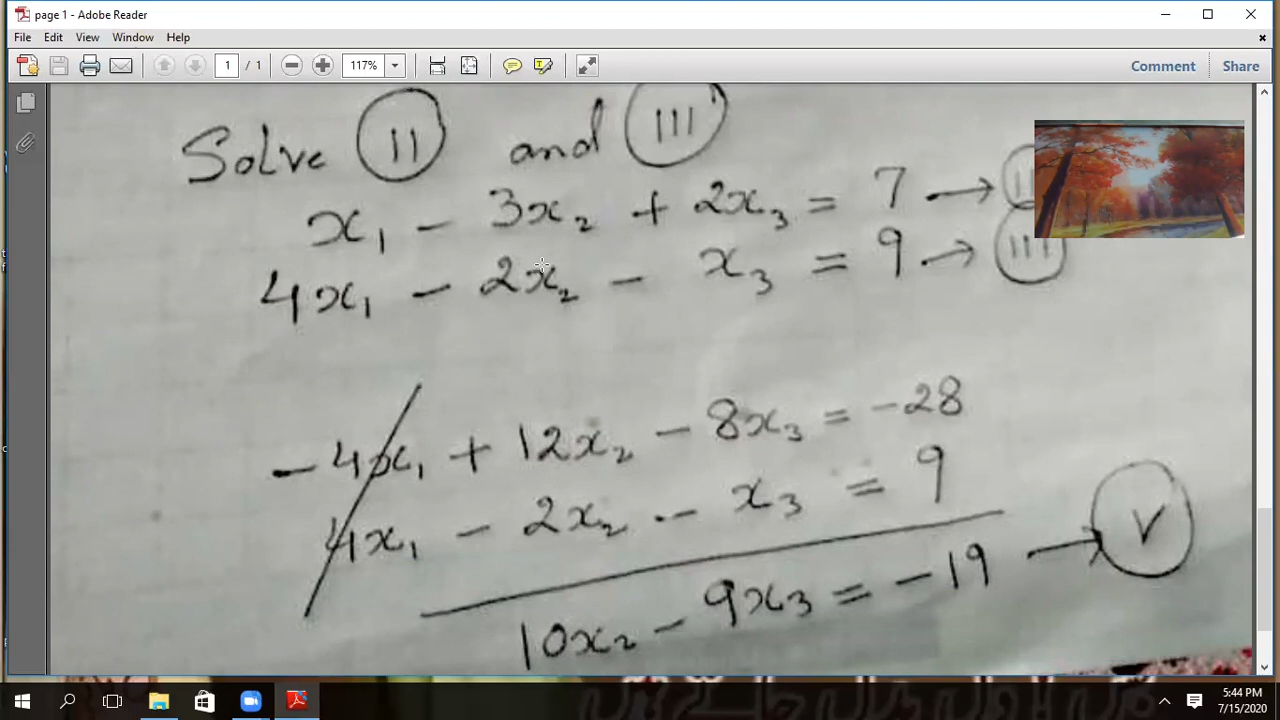 page 1 - Adobe Reader
File Edit View Window Help
1 / 1 117% Comment Share
Solve (II) and (III)
x₁ - 3x₂ + 2x₃ = 7 →
4x₁ - 2x₂ - x₃ = 9 → (III)
-4x₁ + 12x₂ - 8x₃ = -28
4x₁ - 2x₂ - x₃ = 9
10x₂ - 9x₃ = -19 → (V)
5:44 PM
7/15/2020